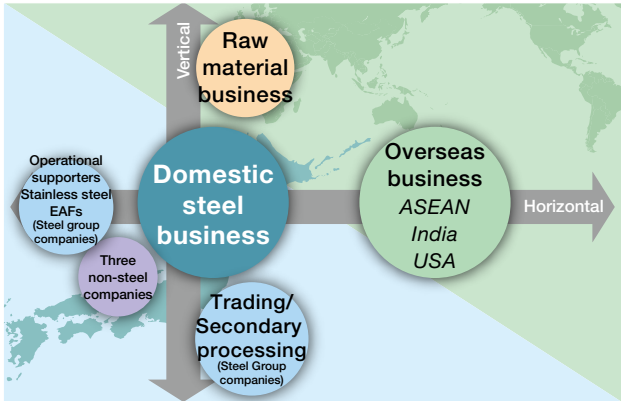 Vertical
Raw
material
business
Operational
supporters
Stainless steel
EAFs
(Steel group
companies)
Domestic
steel
business
Overseas
business
ASEAN
India
USA
Horizontal
Three
non-steel
companies
Trading/
Secondary
processing
(Steel Group
companies)